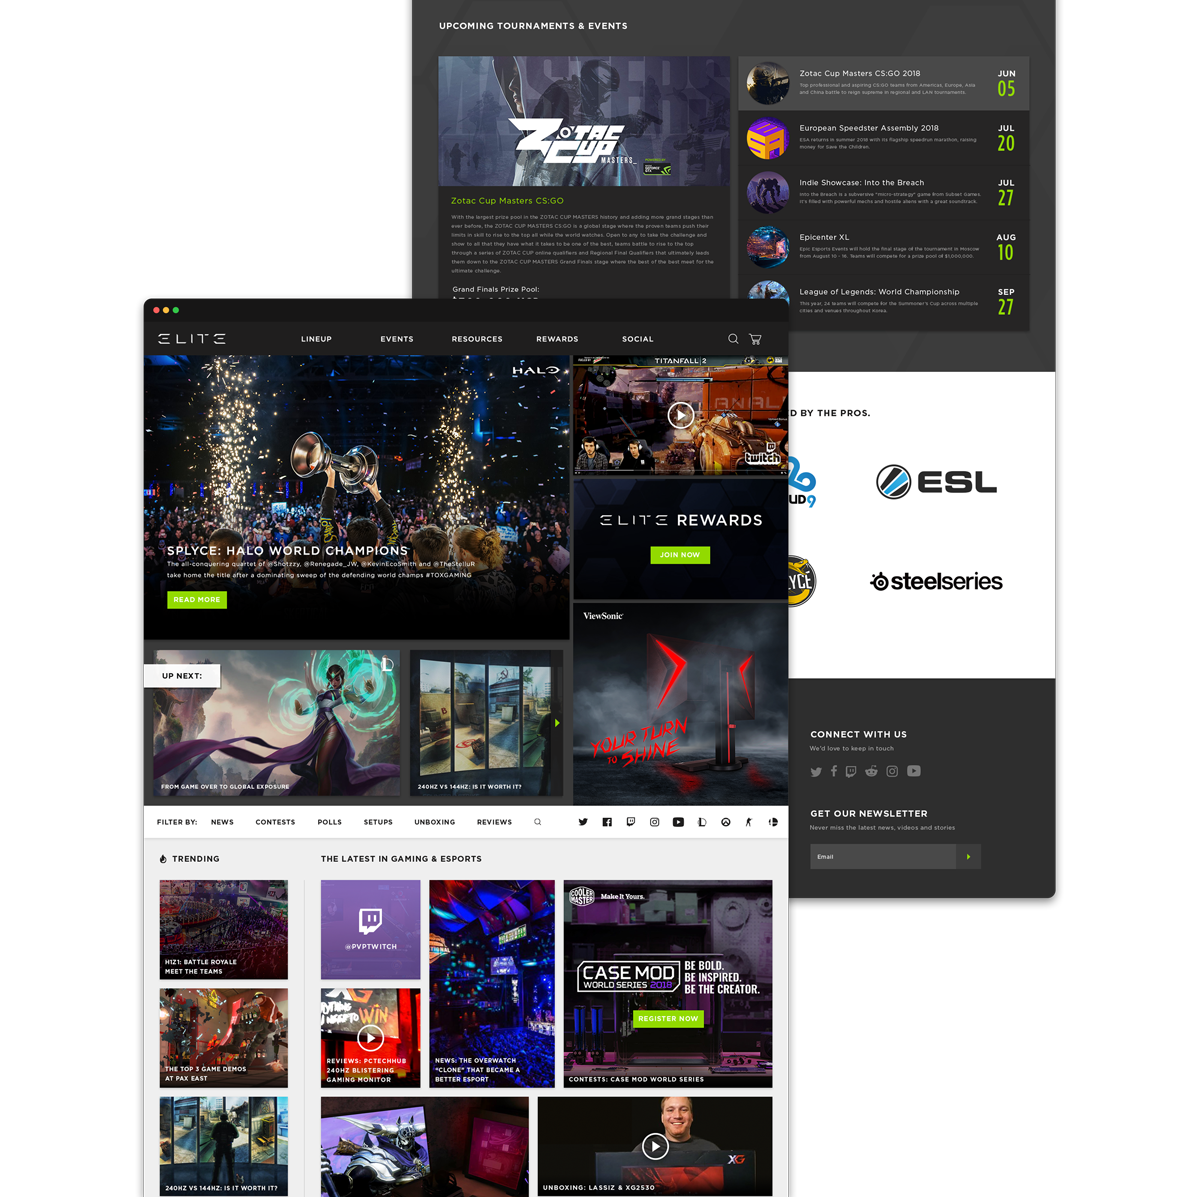 UPCOMING TOURNAMENTS & EVENTS
ZOTAC
CUP
MASTERS_
Zotac Cup Masters CS:GO
With the largest prize pool in the ZOTAC CUP MASTERS history and adding more grand stages then
ever before, the ZOTAC CUP MASTERS CS:GO is a global stage where the proven teams push their
limits in skill to rise to the top all while the world watches. Open to any to take the challenge and
show to all that they have what it takes to be one of the best, teams battle to rise to the top
through a series of ZOTAC CUP online qualifiers and Regional Final Qualifiers that ultimately leads
them down to the ZOTAC CUP MASTERS Grand Finals stage where the best of the best meet for the
ultimate challenge.
Grand Finals Prize Pool:
Zotac Cup Masters CS:GO 2018
Top professional and aspiring CS:GO teams from Americas, Europe, Asia
and China battle to reign supreme in regional and LAN tournaments.
JUN
05
European Speedster Assembly 2018
ESA returns in summer 2018 with its flagship speedrun marathon, raising
money for Save the Children.
JUL
20
Indie Showcase: Into the Breach
Into the Breach is a subversive "micro-strategy" game from Subset Games
It's filled with powerful mechs and hostile aliens with a great soundtrack.
JUL
27
Epicenter XL
Epic Esports Events will hold the final stage of the tournament in Moscow
from August 10 - 16. Teams will compete for a prize pool of $1,000,000.
AUG
10
League of Legends: World Championship
This year, 24 teams will compete for the Summoner's Cup across multiple
cities and venues throughout Korea.
SEP
27
ELITE
LINEUP
EVENTS
RESOURCES
REWARDS
SOCIAL
HALO
SPLYCE: HALO WORLD CHAMPIONS
The all-conquering quartet of @Shotzzy, @Renegade_JW, @KevinEcoSmith and @TheStelluR
take home the title after a dominating sweep of the defending world champs #TOXGAMING
READ MORE
TITANFALL 2
twitch
ELITE REWARDS
JOIN NOW
ViewSonic
YOUR TURN
TO SHINE
UP NEXT:
FROM GAME OVER TO GLOBAL EXPOSURE
240HZ VS 144HZ: IS IT WORTH IT?
D BY THE PROS.
UD9
ESL
YCE
steelseries
CONNECT WITH US
We'd love to keep in touch
GET OUR NEWSLETTER
Never miss the latest news, videos and stories
Email
FILTER BY:
NEWS
CONTESTS
POLLS
SETUPS
UNBOXING
REVIEWS
TRENDING
THE LATEST IN GAMING & ESPORTS
H1Z1: BATTLE ROYALE
MEET THE TEAMS
@PVPTWITCH
NEWS: THE OVERWATCH
"CLONE" THAT BECAME A
BETTER ESPORT
COOLER
MASTER
Make It Yours.
CASE MOD
WORLD SERIES 2018
BE BOLD.
BE INSPIRED.
BE THE CREATOR.
REGISTER NOW
CONTESTS: CASE MOD WORLD SERIES
THE TOP 3 GAME DEMOS
AT PAX EAST
WIN
REVIEWS: PCTECHHUB
240HZ BLISTERING
GAMING MONITOR
240HZ VS 144HZ: IS IT WORTH IT?
XG
UNBOXING: LASSIZ & XG2530